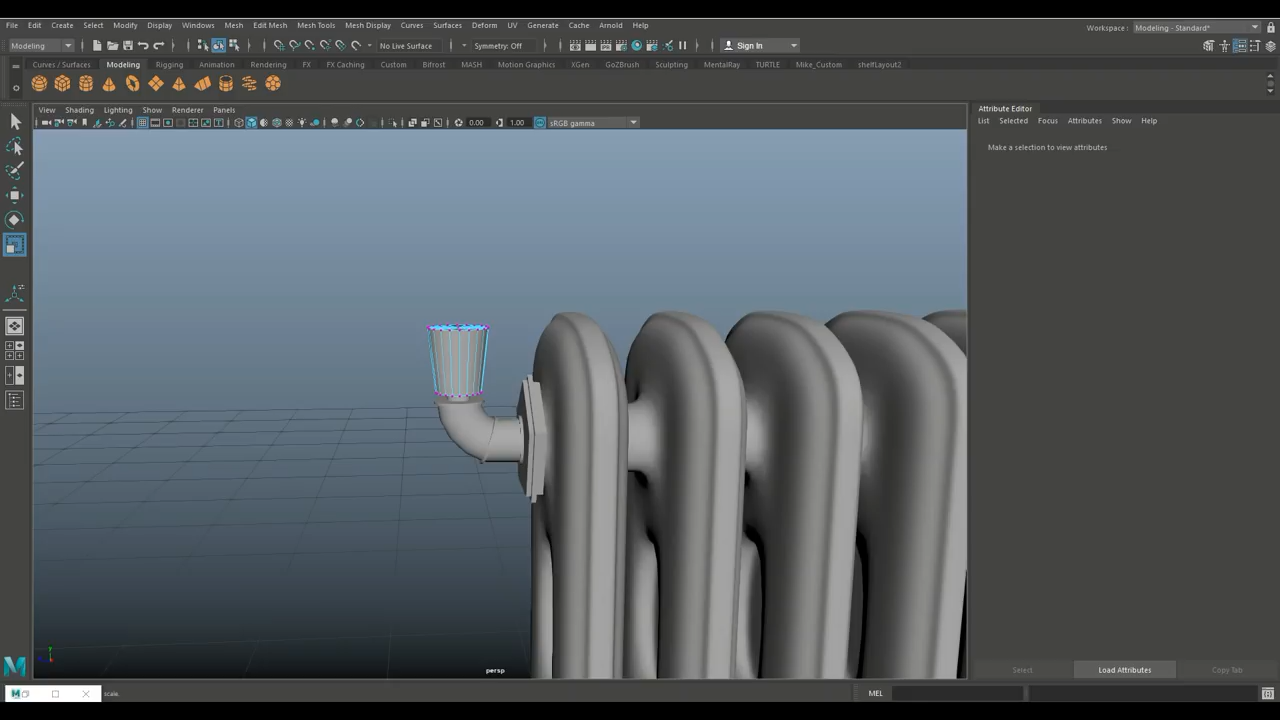 File Edit Create Select Modify Display Windows Mesh Edit Mesh Mesh Tools Mesh Display Curves Surfaces Deform UV Generate Cache Arnold Help
Workspace: Modeling - Standard*
Modeling No Live Surface Symmetry: Off Sign In
Curves / Surfaces Modeling Rigging Animation Rendering FX FX Caching Custom Bifrost MASH Motion Graphics XGen GoZBrush Sculpting MentalRay TURTLE Mike_Custom shelfLayout2
View Shading Lighting Show Renderer Panels
0.00 1.00 sRGB gamma
Attribute Editor
List Selected Focus Attributes Show Help
Make a selection to view attributes
persp
Select Load Attributes Copy Tab
scale.
MEL